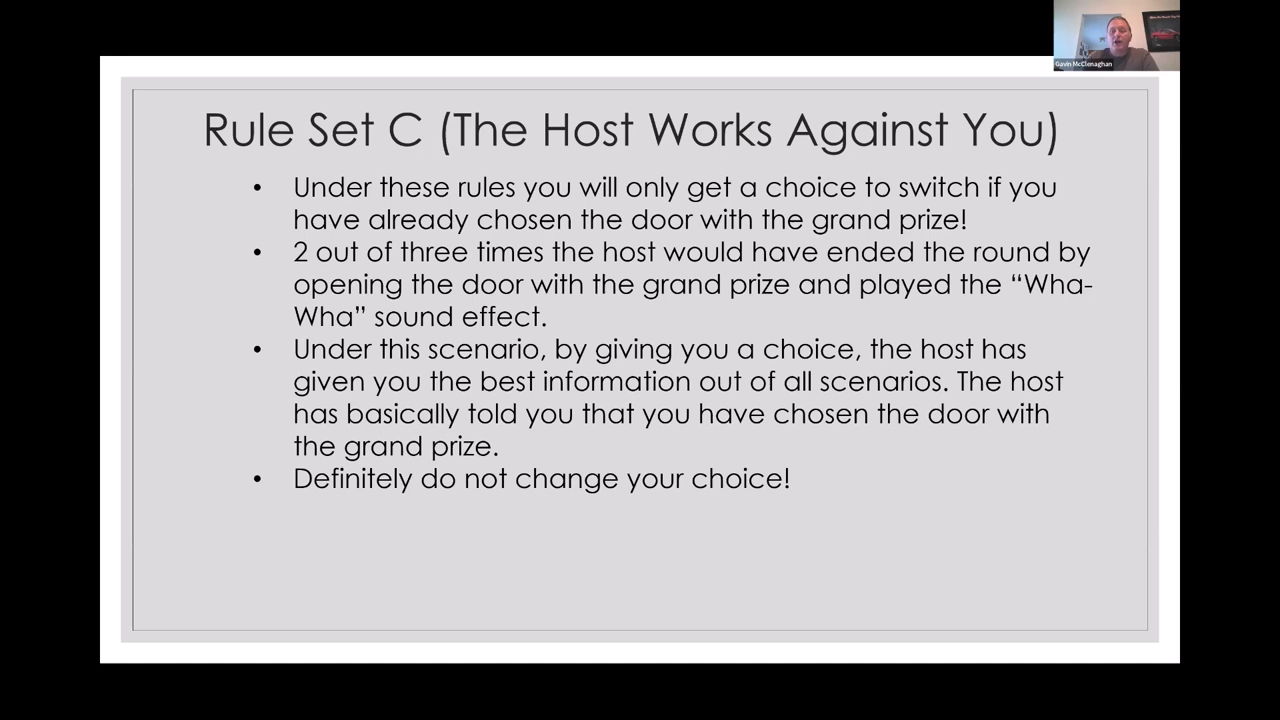 Gavin McClenaghan
Rule Set C (The Host Works Against You)
• Under these rules you will only get a choice to switch if you
have already chosen the door with the grand prize!
• 2 out of three times the host would have ended the round by
opening the door with the grand prize and played the “Wha-
Wha” sound effect.
• Under this scenario, by giving you a choice, the host has
given you the best information out of all scenarios. The host
has basically told you that you have chosen the door with
the grand prize.
• Definitely do not change your choice!